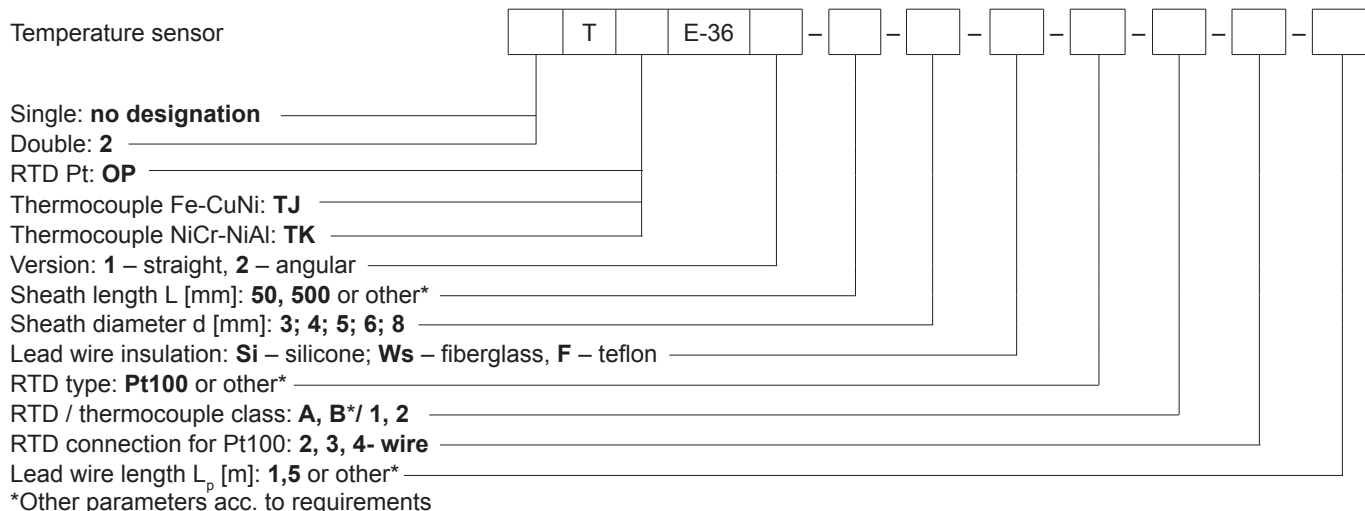 Temperature sensor T E-36 – – – – – – –
Single: no designation
Double: 2
RTD Pt: OP
Thermocouple Fe-CuNi: TJ
Thermocouple NiCr-NiAl: TK
Version: 1 – straight, 2 – angular
Sheath length L [mm]: 50, 500 or other*
Sheath diameter d [mm]: 3; 4; 5; 6; 8
Lead wire insulation: Si – silicone; Ws – fiberglass, F – teflon
RTD type: Pt100 or other*
RTD / thermocouple class: A, B*/ 1, 2
RTD connection for Pt100: 2, 3, 4- wire
Lead wire length Lp [m]: 1,5 or other*
*Other parameters acc. to requirements